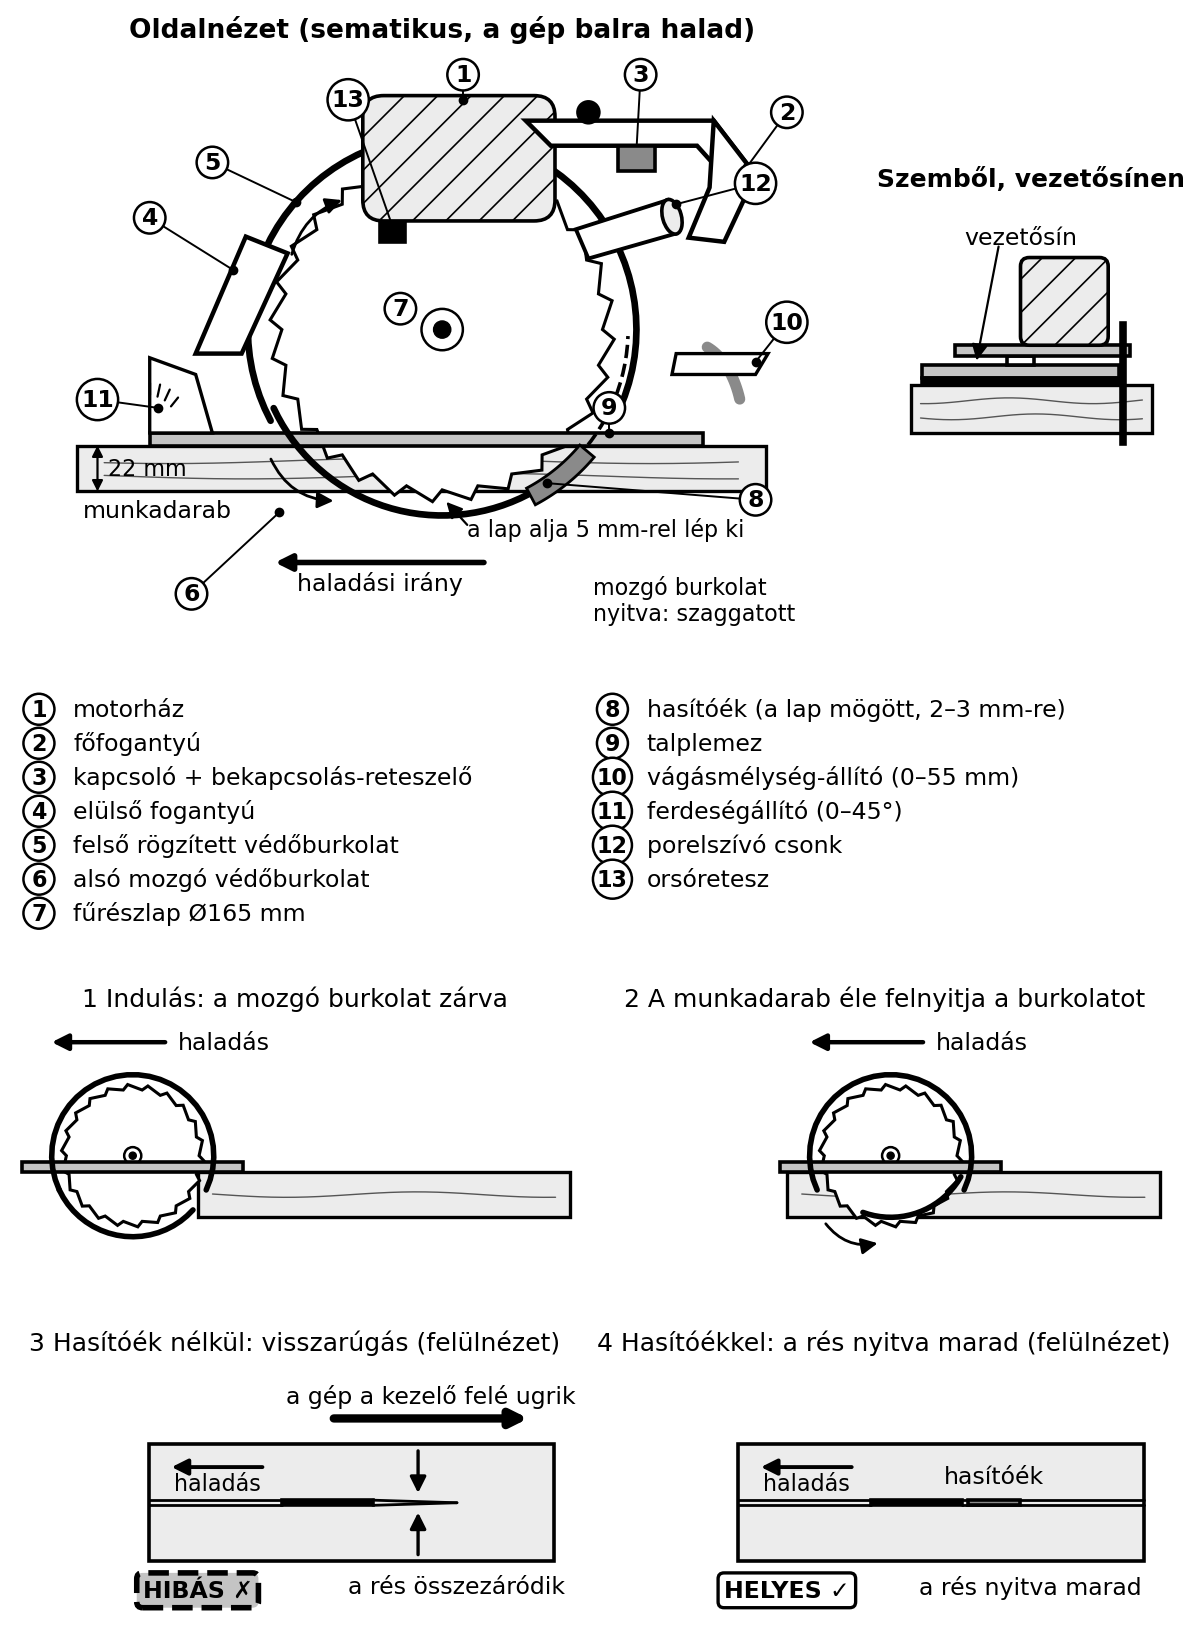 Oldalnézet (sematikus, a gép balra halad)
1
3
13
2
5
12
4
Szemből, vezetősínen
vezetősín
7
10
11
9
22 mm
8
munkadarab
a lap alja 5 mm-rel lép ki
haladási irány
6
mozgó burkolat
nyitva: szaggatott
1 motorház
2 főfogantyú
3 kapcsoló + bekapcsolás-reteszelő
4 elülső fogantyú
5 felső rögzített védőburkolat
6 alsó mozgó védőburkolat
7 fűrészlap Ø165 mm
8 hasítóék (a lap mögött, 2–3 mm-re)
9 talplemez
10 vágásmélység-állító (0–55 mm)
11 ferdeségállító (0–45°)
12 porelszívó csonk
13 orsóretesz
1 Indulás: a mozgó burkolat zárva
haladás
2 A munkadarab éle felnyitja a burkolatot
haladás
3 Hasítóék nélkül: visszarúgás (felülnézet)
a gép a kezelő felé ugrik
haladás
HIBÁS ✗
a rés összezáródik
4 Hasítóékkel: a rés nyitva marad (felülnézet)
haladás
hasítóék
HELYES ✓
a rés nyitva marad